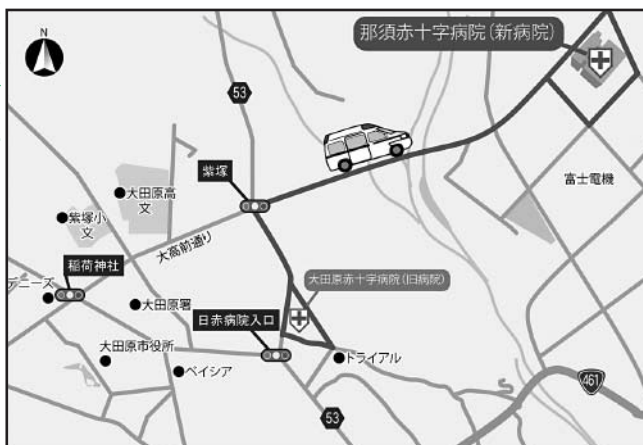 N
那須赤十字病院(新病院)
53
紫塚
大田原高
文
富士電機
紫塚小
文
大高前通り
大田原赤十字病院(旧病院)
稲荷神社
デニーズ
大田原署
日赤病院入口
大田原市役所
トライアル
ベイシア
461
53